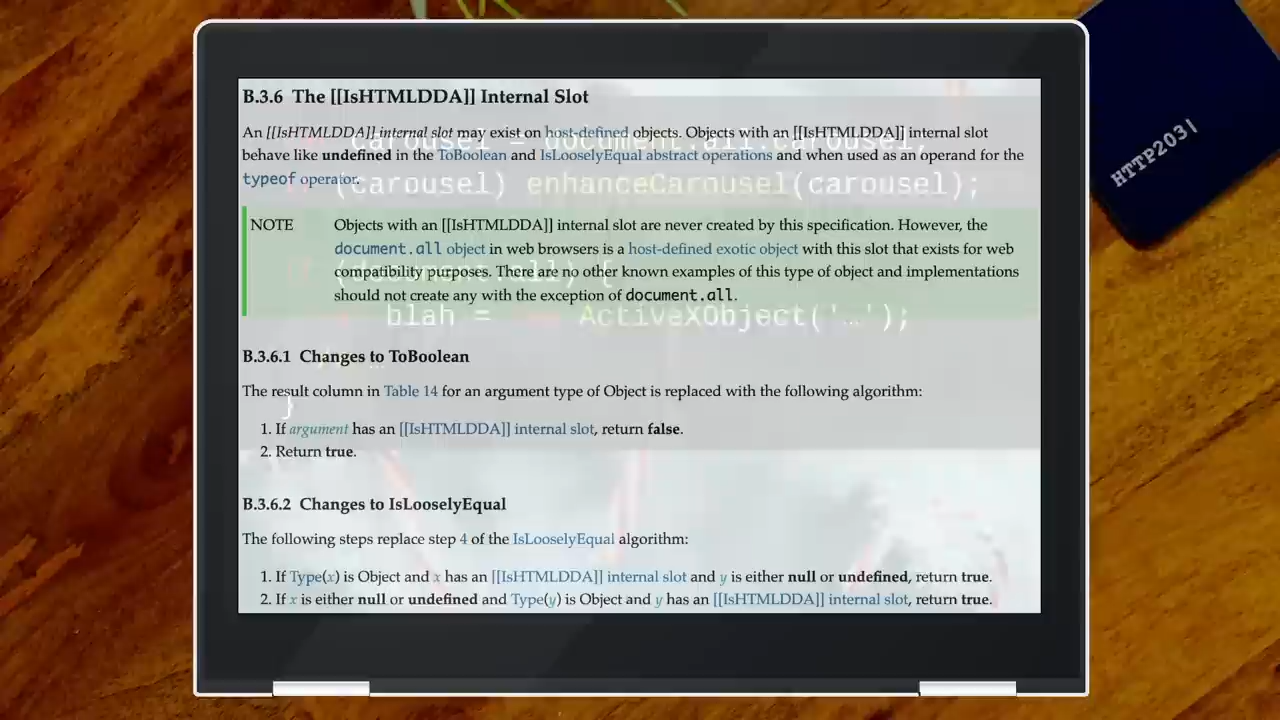 B.3.6 The [[IsHTMLDDA]] Internal Slot
An [[IsHTMLDDA]] internal slot may exist on host-defined objects. Objects with an [[IsHTMLDDA]] internal slot
carousel = document.all.carousel;
behave like undefined in the ToBoolean and IsLooselyEqual abstract operations and when used as an operand for the
typeof operator.
(carousel) enhanceCarousel(carousel);
NOTE Objects with an [[IsHTMLDDA]] internal slot are never created by this specification. However, the
document.all object in web browsers is a host-defined exotic object with this slot that exists for web
compatibility purposes. There are no other known examples of this type of object and implementations
(document.all) {
should not create any with the exception of document.all.
blah = ActiveXObject('…');
B.3.6.1 Changes to ToBoolean
The result column in Table 14 for an argument type of Object is replaced with the following algorithm:
}
1. If argument has an [[IsHTMLDDA]] internal slot, return false.
2. Return true.
B.3.6.2 Changes to IsLooselyEqual
The following steps replace step 4 of the IsLooselyEqual algorithm:
1. If Type(x) is Object and x has an [[IsHTMLDDA]] internal slot and y is either null or undefined, return true.
2. If x is either null or undefined and Type(y) is Object and y has an [[IsHTMLDDA]] internal slot, return true.
HTTP203|